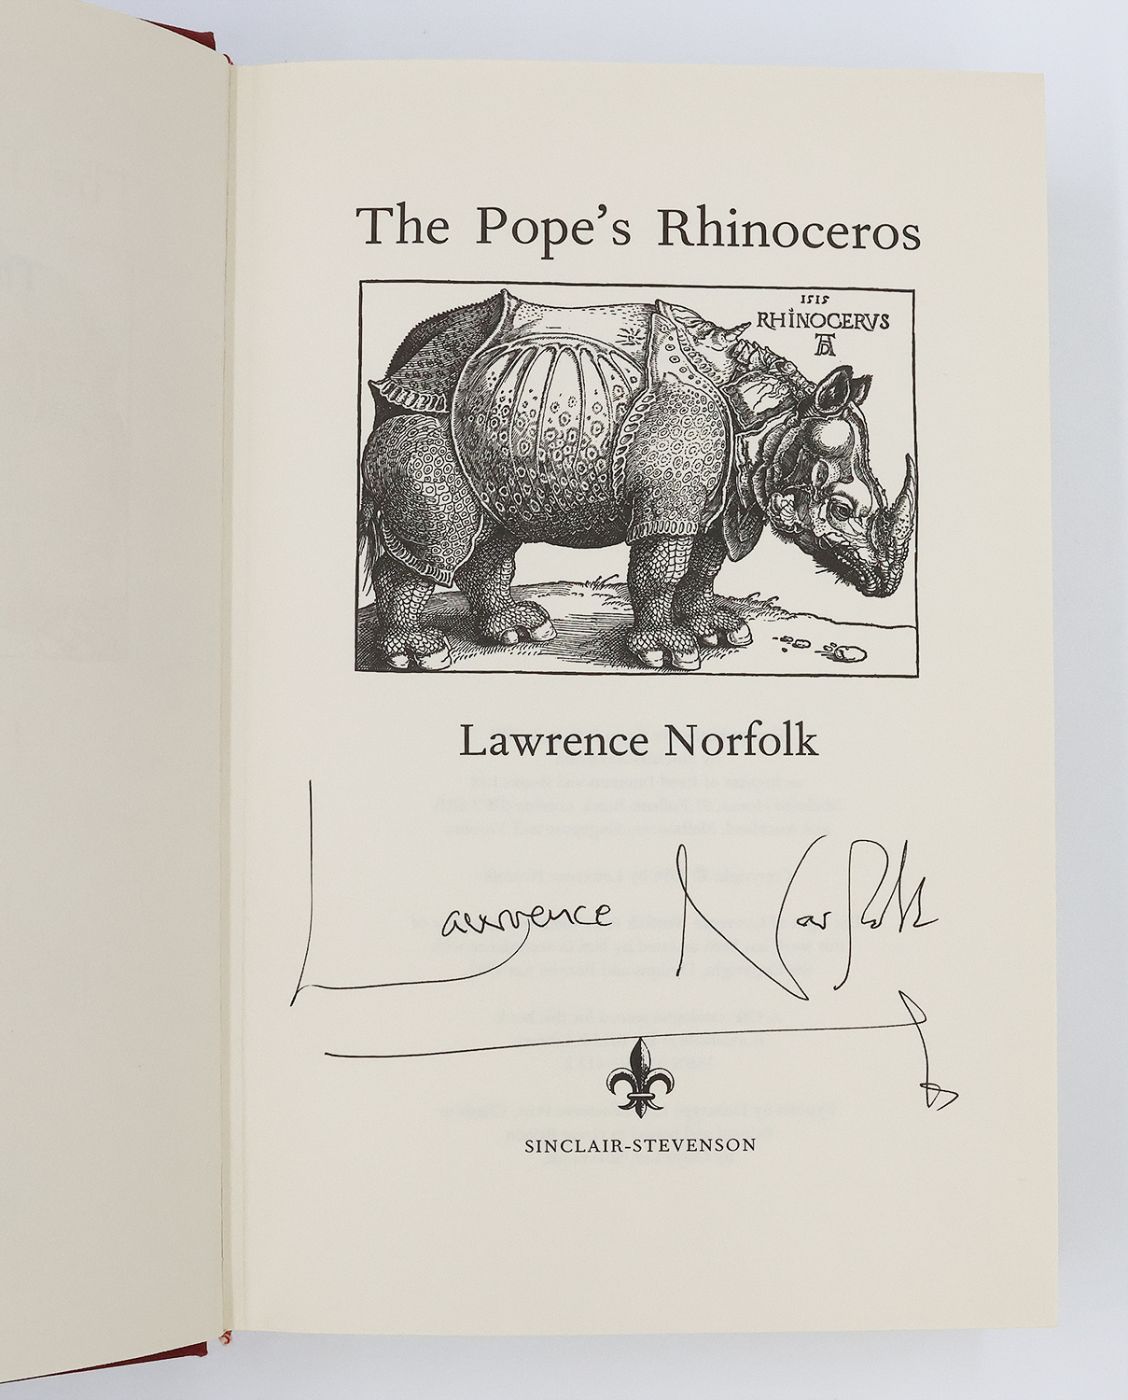 The Pope's Rhinoceros
1515
RHINOCERVS
AD
Lawrence Norfolk
Lawrence Norfolk
SINCLAIR-STEVENSON